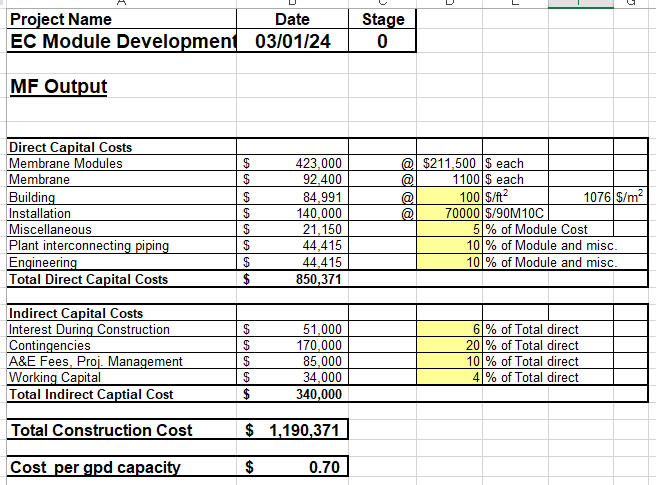 Project Name Date Stage
EC Module Development 03/01/24 0
MF Output
Direct Capital Costs
Membrane Modules $ 423,000 @ $211,500 $ each
Membrane $ 92,400 @ 1100 $ each
Building $ 84,991 @ 100 $/ft² 1076 $/m²
Installation $ 140,000 @ 70000 $/90M10C
Miscellaneous $ 21,150 5 % of Module Cost
Plant interconnecting piping $ 44,415 10 % of Module and misc.
Engineering $ 44,415 10 % of Module and misc.
Total Direct Capital Costs $ 850,371
Indirect Capital Costs
Interest During Construction $ 51,000 6 % of Total direct
Contingencies $ 170,000 20 % of Total direct
A&E Fees, Proj. Management $ 85,000 10 % of Total direct
Working Capital $ 34,000 4 % of Total direct
Total Indirect Captial Cost $ 340,000
Total Construction Cost $ 1,190,371
Cost per gpd capacity $ 0.70